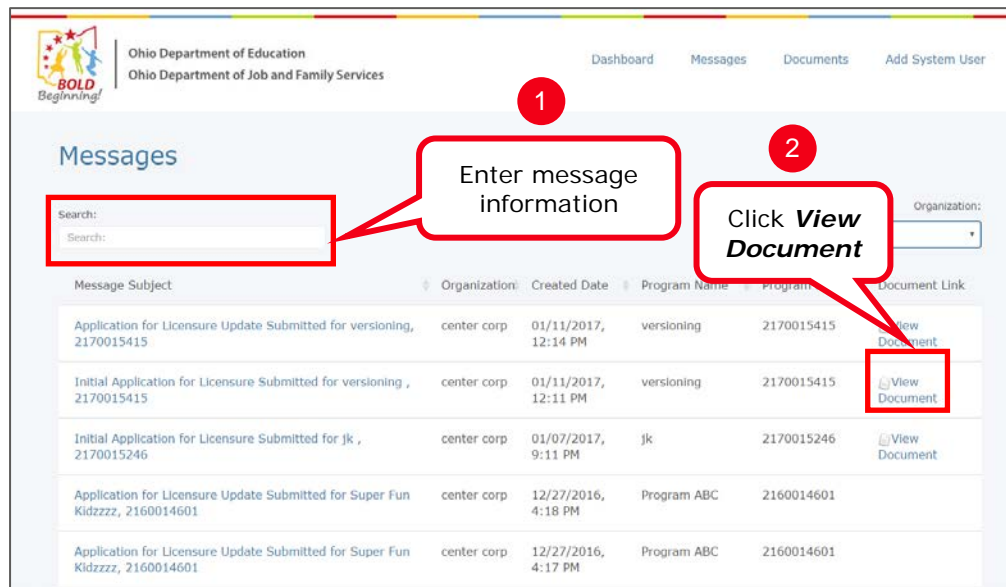 BOLD
Beginning!
Ohio Department of Education
Ohio Department of Job and Family Services
Dashboard Messages Documents Add System User
1
Messages
Enter message
information
2
Click View
Document
Search:
Search:
Organization:
Message Subject Organization Created Date Program Name Program Document Link
Application for Licensure Update Submitted for versioning,
2170015415
center corp
01/11/2017,
12:14 PM
versioning
2170015415
View
Document
Initial Application for Licensure Submitted for versioning ,
2170015415
center corp
01/11/2017,
12:11 PM
versioning
2170015415
View
Document
Initial Application for Licensure Submitted for jk ,
2170015246
center corp
01/07/2017,
9:11 PM
jk
2170015246
View
Document
Application for Licensure Update Submitted for Super Fun
Kidzzzz, 2160014601
center corp
12/27/2016,
4:18 PM
Program ABC
2160014601
Application for Licensure Update Submitted for Super Fun
Kidzzzz, 2160014601
center corp
12/27/2016,
4:17 PM
Program ABC
2160014601